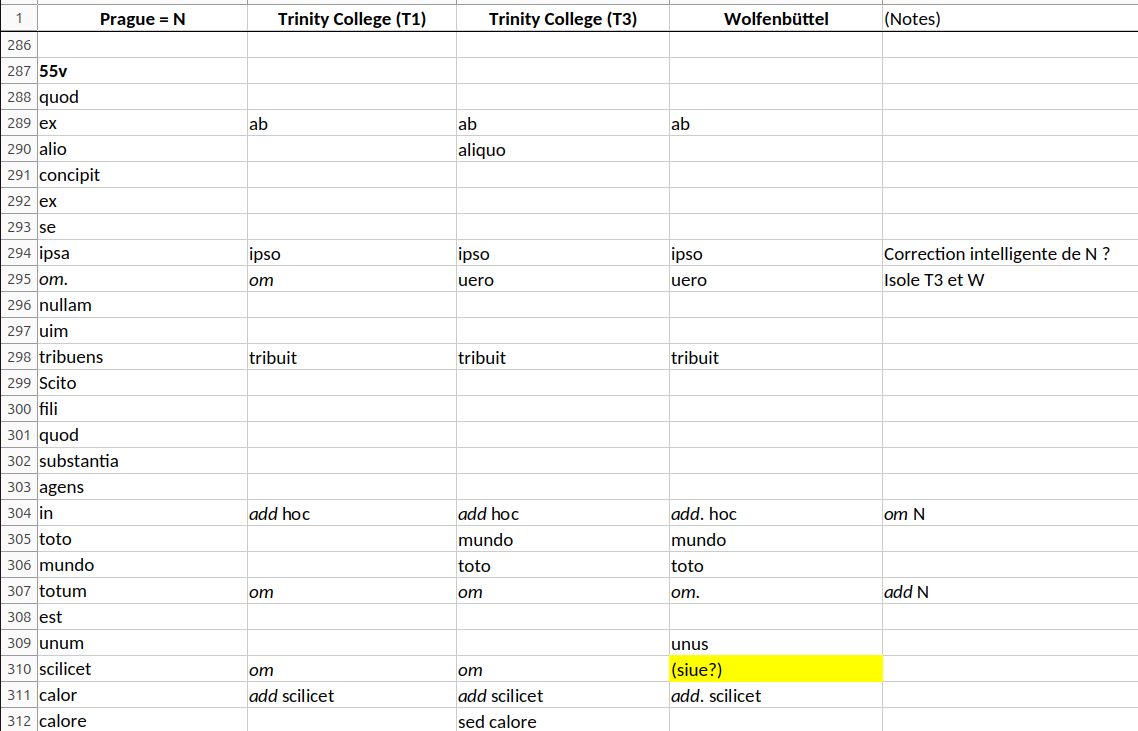 1 Prague = N Trinity College (T1) Trinity College (T3) Wolfenbüttel (Notes)
286
287 55v
288 quod
289 ex ab ab ab
290 alio aliquo
291 concipit
292 ex
293 se
294 ipsa ipso ipso ipso Correction intelligente de N ?
295 om. om uero uero Isole T3 et W
296 nullam
297 uim
298 tribuens tribuit tribuit tribuit
299 Scito
300 fili
301 quod
302 substantia
303 agens
304 in add hoc add hoc add. hoc om N
305 toto mundo mundo
306 mundo toto toto
307 totum om om om. add N
308 est
309 unum unus
310 scilicet om om (siue?)
311 calor add scilicet add scilicet add. scilicet
312 calore sed calore